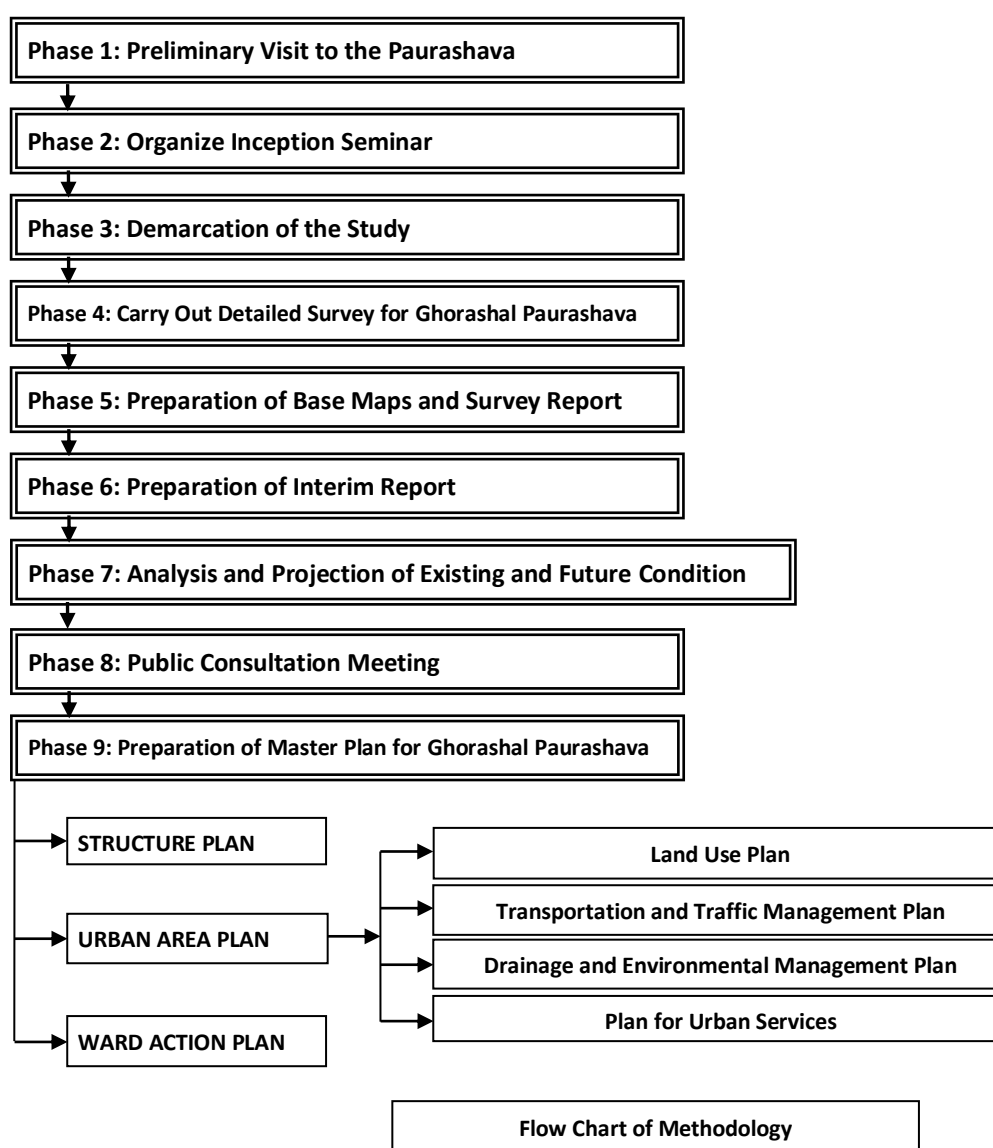 Phase 1: Preliminary Visit to the Paurashava
Phase 2: Organize Inception Seminar
Phase 3: Demarcation of the Study
Phase 4: Carry Out Detailed Survey for Ghorashal Paurashava
Phase 5: Preparation of Base Maps and Survey Report
Phase 6: Preparation of Interim Report
Phase 7: Analysis and Projection of Existing and Future Condition
Phase 8: Public Consultation Meeting
Phase 9: Preparation of Master Plan for Ghorashal Paurashava
STRUCTURE PLAN
URBAN AREA PLAN
WARD ACTION PLAN
Land Use Plan
Transportation and Traffic Management Plan
Drainage and Environmental Management Plan
Plan for Urban Services
Flow Chart of Methodology